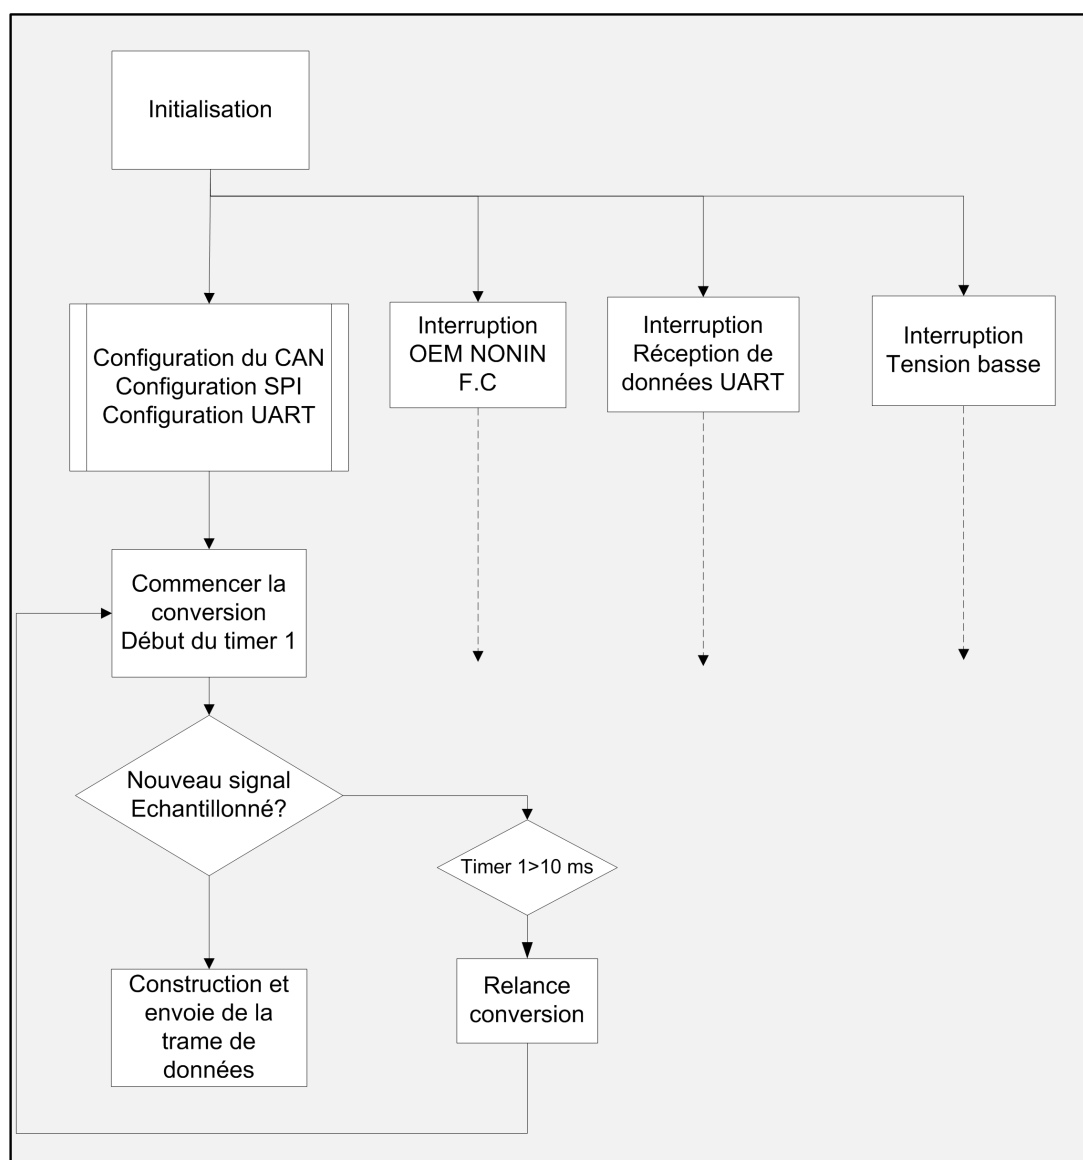 Initialisation
Configuration du CAN
Configuration SPI
Configuration UART
Interruption
OEM NONIN
F.C
Interruption
Réception de
données UART
Interruption
Tension basse
Commencer la
conversion
Début du timer 1
Nouveau signal
Echantillonné?
Timer 1>10 ms
Construction et
envoie de la
trame de
données
Relance
conversion